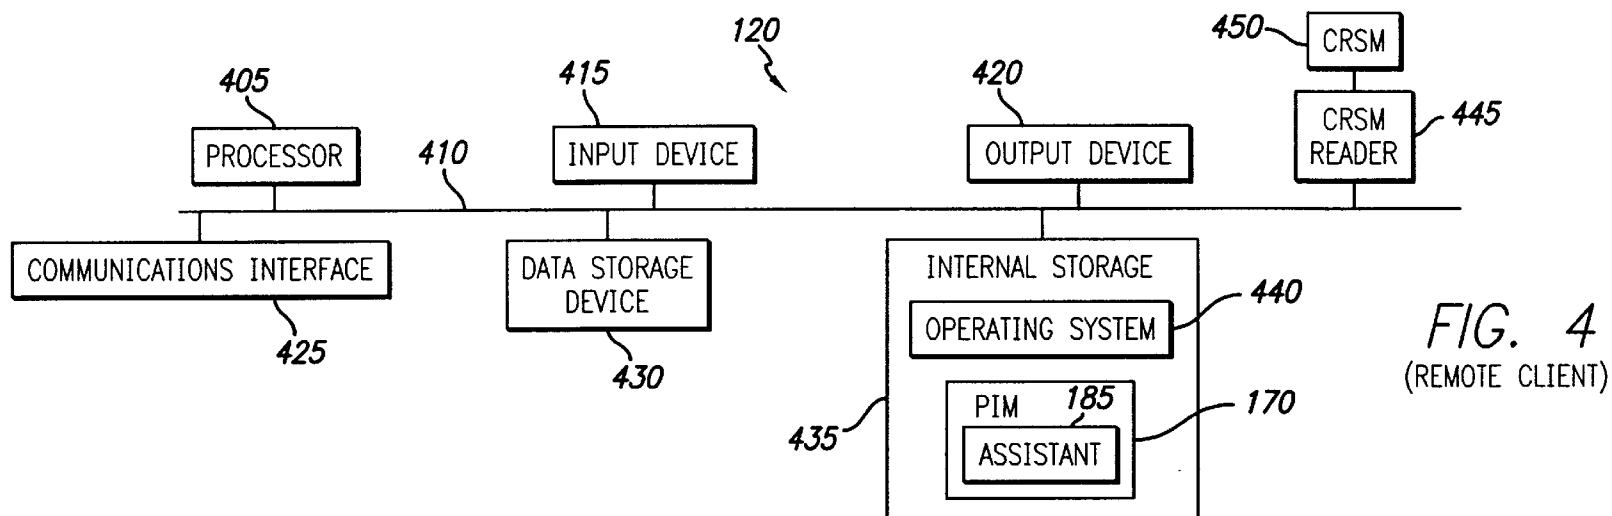 120
450
CRSM
405
415
420
445
CRSM
READER
PROCESSOR
410
INPUT DEVICE
OUTPUT DEVICE
COMMUNICATIONS INTERFACE
425
DATA STORAGE
DEVICE
430
INTERNAL STORAGE
OPERATING SYSTEM
440
PIM
185
ASSISTANT
170
435
FIG. 4
(REMOTE CLIENT)